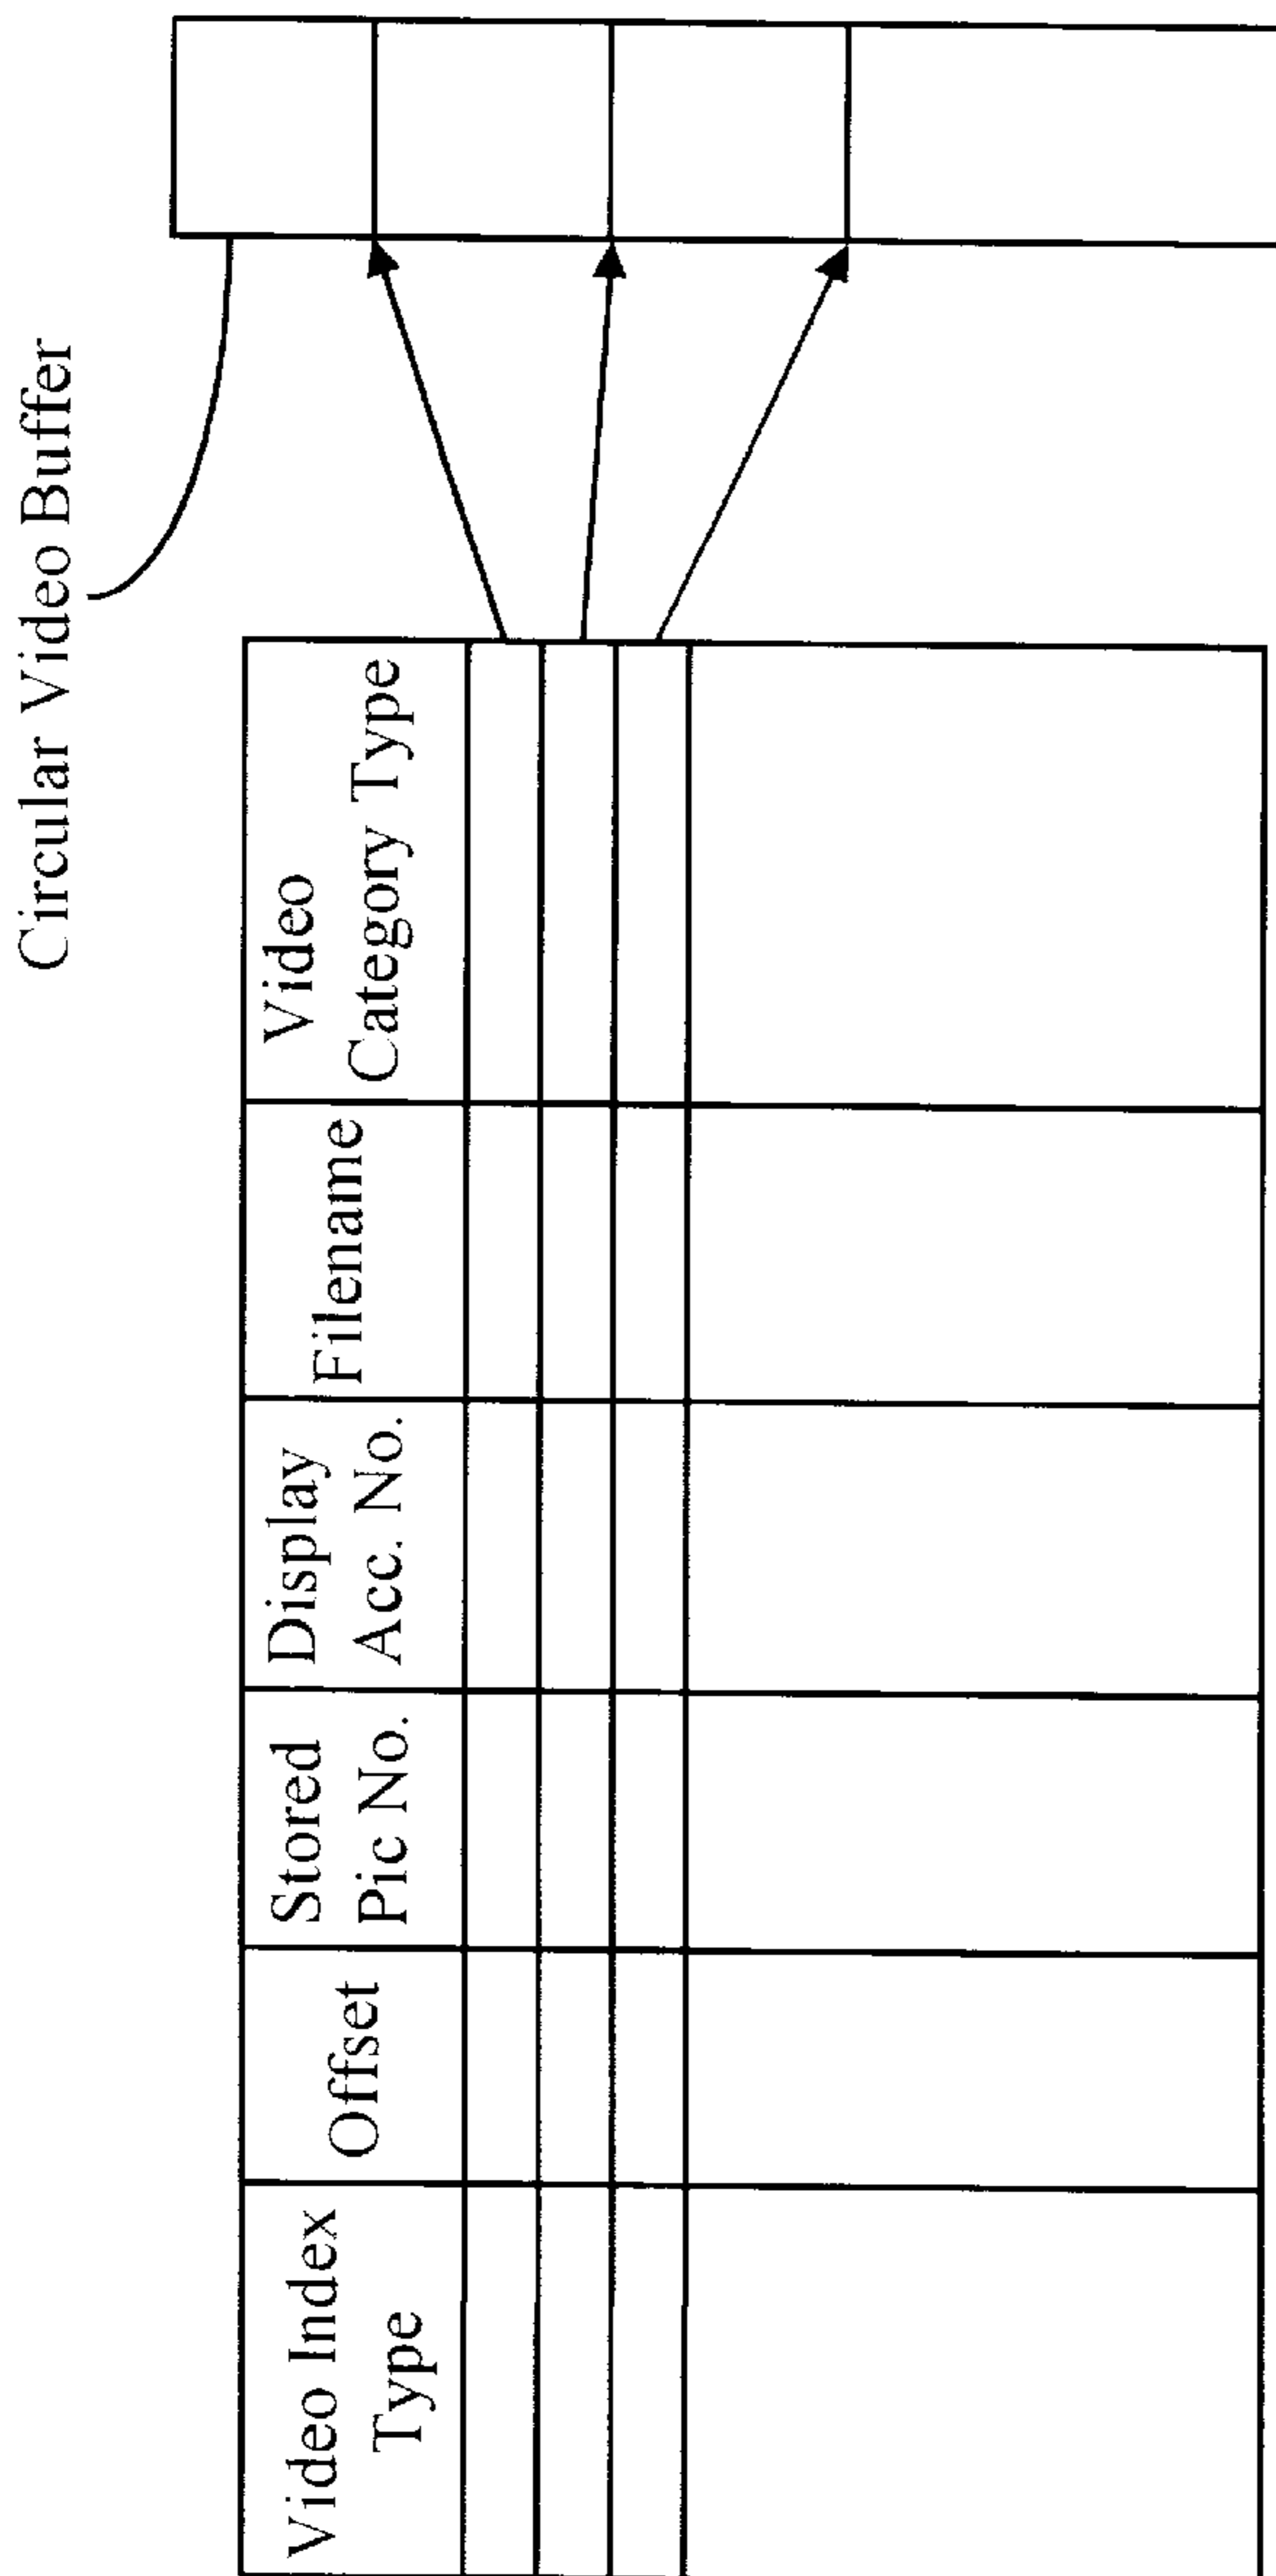 Circular Video Buffer
Video Index
Type
Offset
Stored
Pic No.
Display
Acc. No.
Filename
Video
Category Type